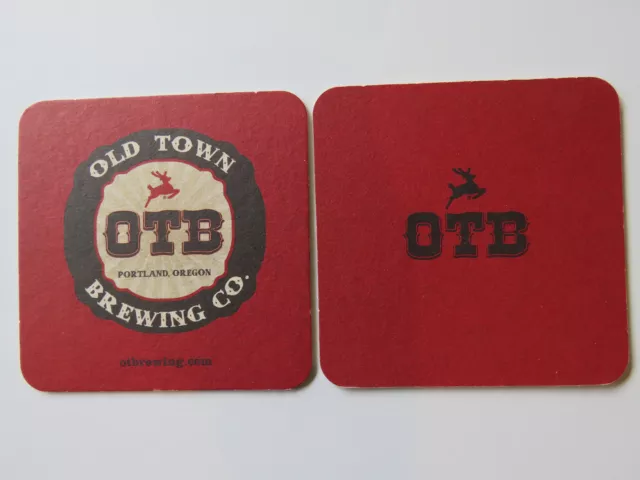 OLD TOWN
OTB
PORTLAND, OREGON
BREWING CO.
otbrewing.com
OTB